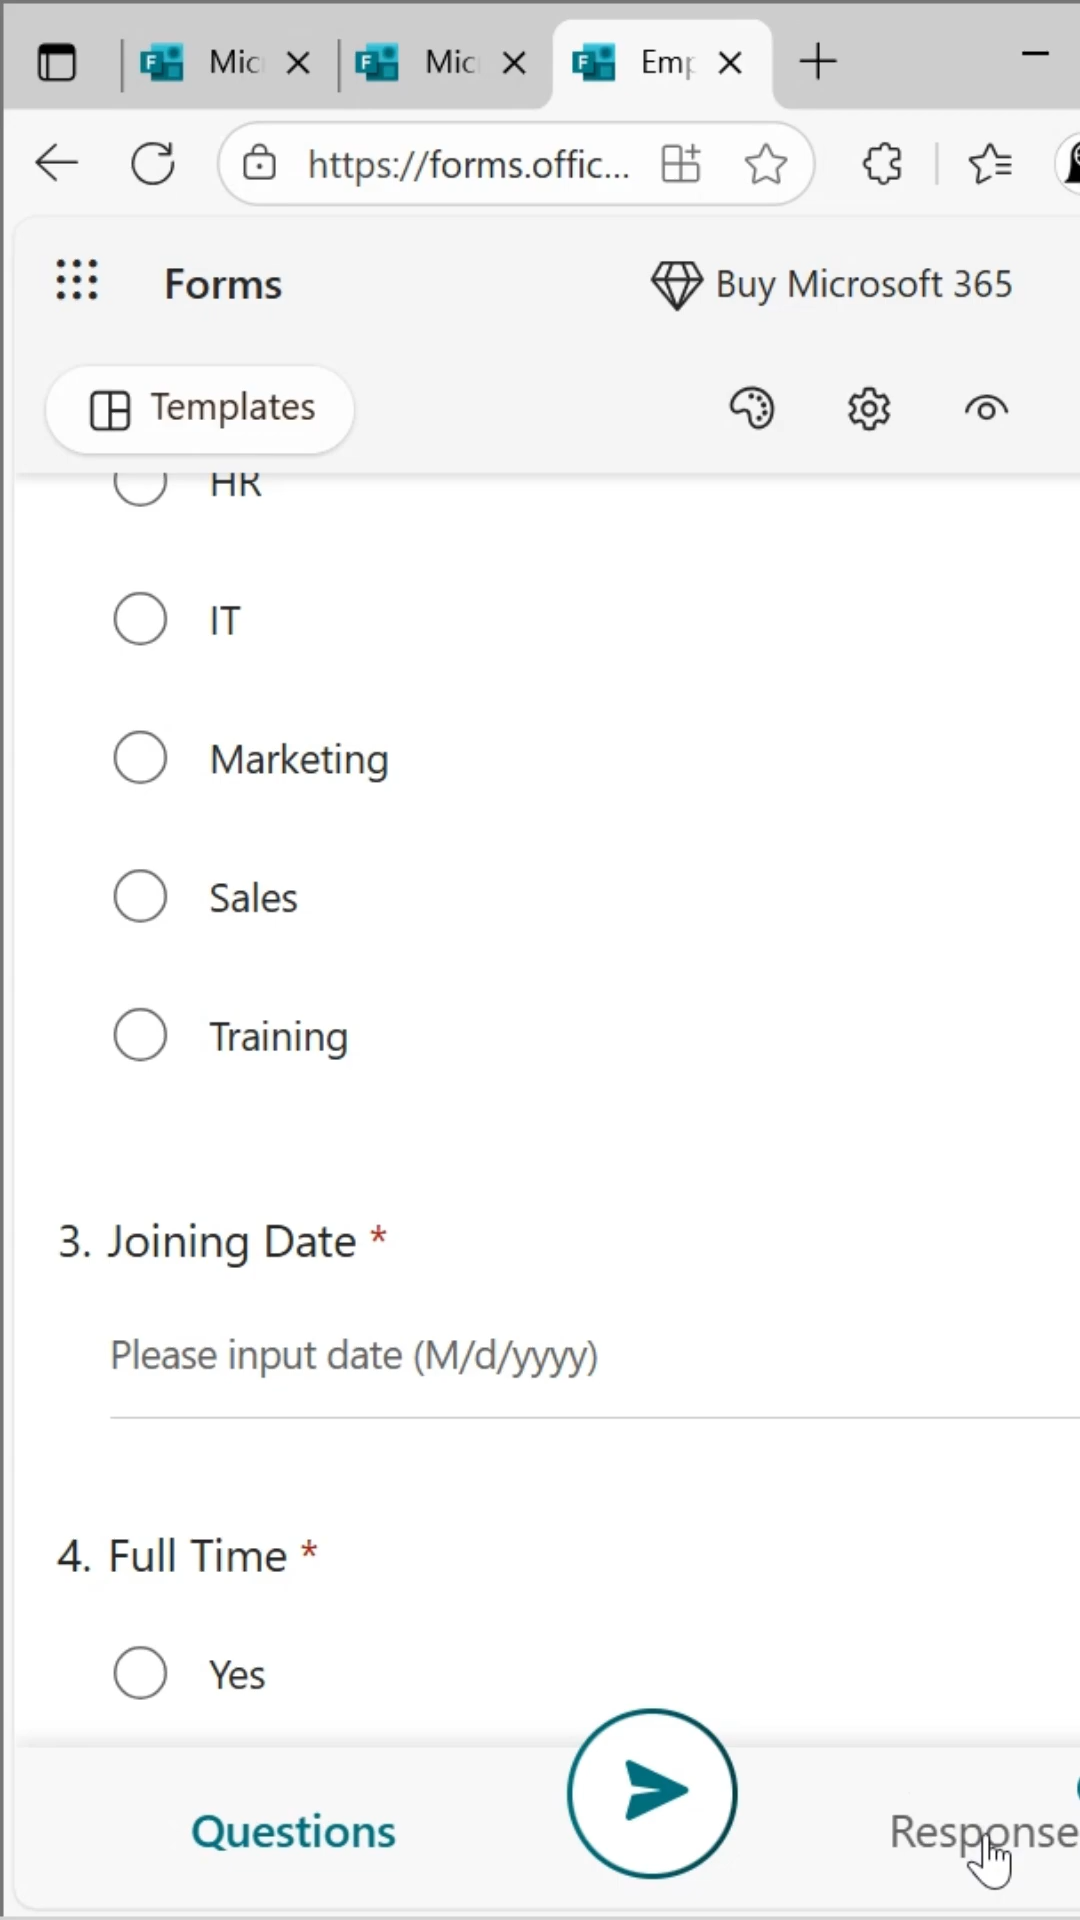 Mic
Mic
Emp
https://forms.offic...
Forms
Buy Microsoft 365
Templates
HR
IT
Marketing
Sales
Training
3. Joining Date *
Please input date (M/d/yyyy)
4. Full Time *
Yes
Questions
Response